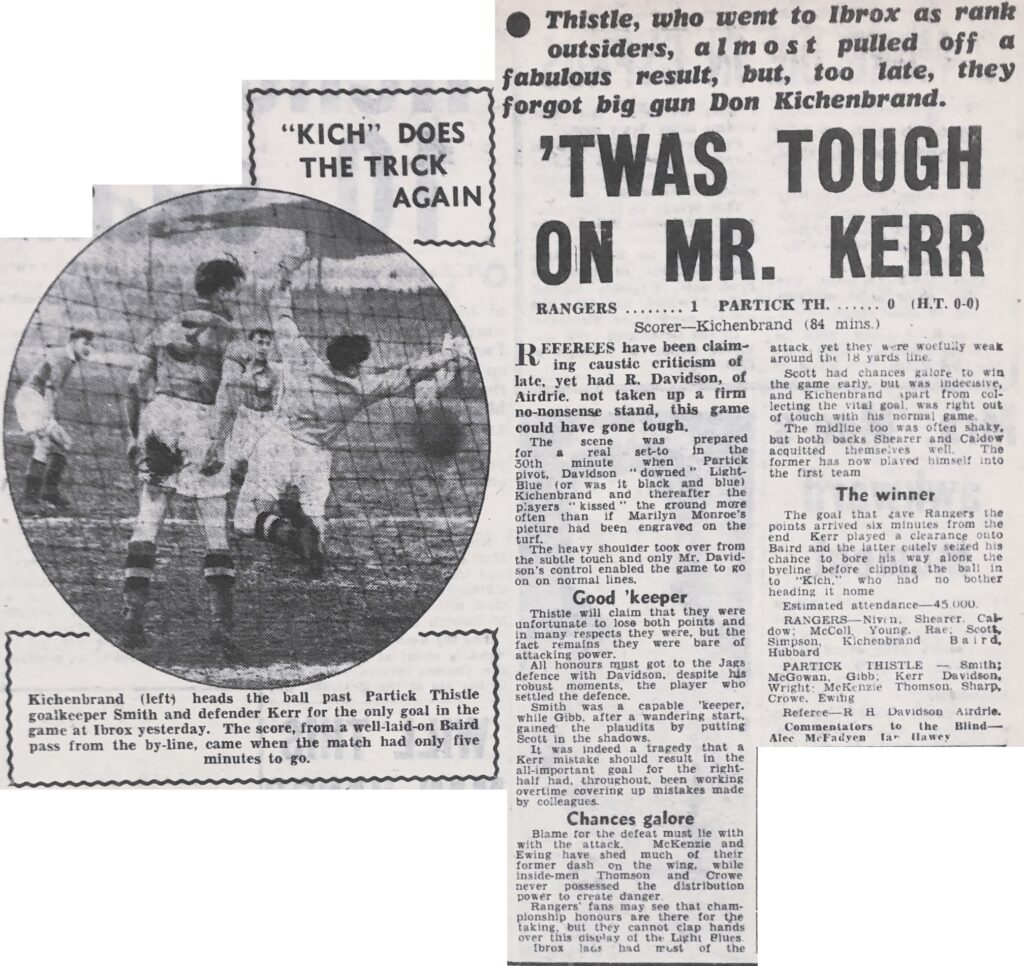 "KICH" DOES
THE TRICK
AGAIN
Kichenbrand (left) heads the ball past Partick Thistle
goalkeeper Smith and defender Kerr for the only goal in the
game at Ibrox yesterday. The score, from a well-laid-on Baird
pass from the by-line, came when the match had only five
minutes to go.
● Thistle, who went to Ibrox as rank
outsiders, almost pulled off a
fabulous result, but, too late, they
forgot big gun Don Kichenbrand.
'TWAS TOUGH
ON MR. KERR
RANGERS ........ 1 PARTICK TH. ...... 0 (H.T. 0-0)
Scorer—Kichenbrand (84 mins.)
REFEREES have been claim-
ing caustic criticism of
late, yet had R. Davidson, of
Airdrie, not taken up a firm
no-nonsense stand, this game
could have gone tough.
The scene was prepared
for a real set-to in the
30th minute when Partick
pivot, Davidson "downed" Light-
Blue (or was it black and blue)
Kichenbrand and thereafter the
players "kissed" the ground more
often than if Marilyn Monroe's
picture had been engraved on the
turf.
The heavy shoulder took over from
the subtle touch and only Mr. David-
son's control enabled the game to go
on on normal lines.
Good 'keeper
Thistle will claim that they were
unfortunate to lose both points and
in many respects they were, but the
fact remains they were bare of
attacking power.
All honours must got to the Jags
defence with Davidson, despite his
robust moments, the player who
settled the defence.
Smith was a capable 'keeper,
while Gibb, after a wandering start,
gained the plaudits by putting
Scott in the shadows.
It was indeed a tragedy that a
Kerr mistake should result in the
all-important goal for the right-
half had, throughout, been working
overtime covering up mistakes made
by colleagues.
Chances galore
Blame for the defeat must lie with
with the attack. McKenzie and
Ewing have shed much of their
former dash on the wing, while
inside-men Thomson and Crowe
never possessed the distribution
power to create danger.
Rangers' fans may see that cham-
pionship honours are there for the
taking, but they cannot clap hands
over this display of the Light Blues.
Ibrox lads had most of the
attack, yet they were woefully weak
around the 18 yards line.
Scott had chances galore to win
the game early, but was indecisive,
and Kichenbrand apart from col-
lecting the vital goal, was right out
of touch with his normal game.
The midline too was often shaky,
but both backs Shearer and Caldow
acquitted themselves well. The
former has now played himself into
the first team
The winner
The goal that gave Rangers the
points arrived six minutes from the
end Kerr played a clearance onto
Baird and the latter cutely seized his
chance to bore his way along the
byeline before clipping the ball in
to "Kich," who had no bother
heading it home
Estimated attendance—45,000.
RANGERS—Niven, Shearer, Cal-
dow; McColl, Young, Rae; Scott,
Simpson, Kichenbrand Baird,
Hubbard
PARTICK THISTLE — Smith;
McGowan, Gibb; Kerr Davidson,
Wright; McKenzie Thomson, Sharp,
Crowe, Ewing
Referee—R H Davidson Airdrie.
Commentators to the Blind—
Alec McFadyen Ian Hawey